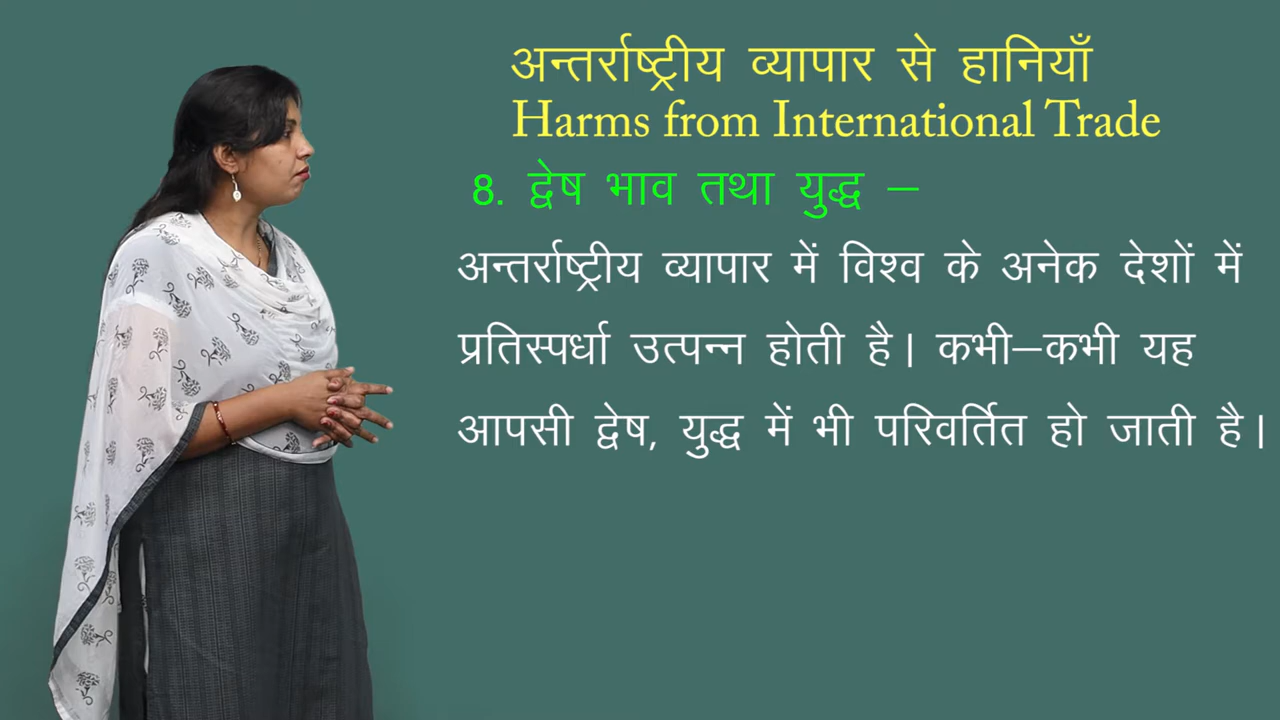 अन्तर्राष्ट्रीय व्यापार से हानियाँ
Harms from International Trade
8. द्वेष भाव तथा युद्ध –
अन्तर्राष्ट्रीय व्यापार में विश्व के अनेक देशों में
प्रतिस्पर्धा उत्पन्न होती है। कभी–कभी यह
आपसी द्वेष, युद्ध में भी परिवर्तित हो जाती है।